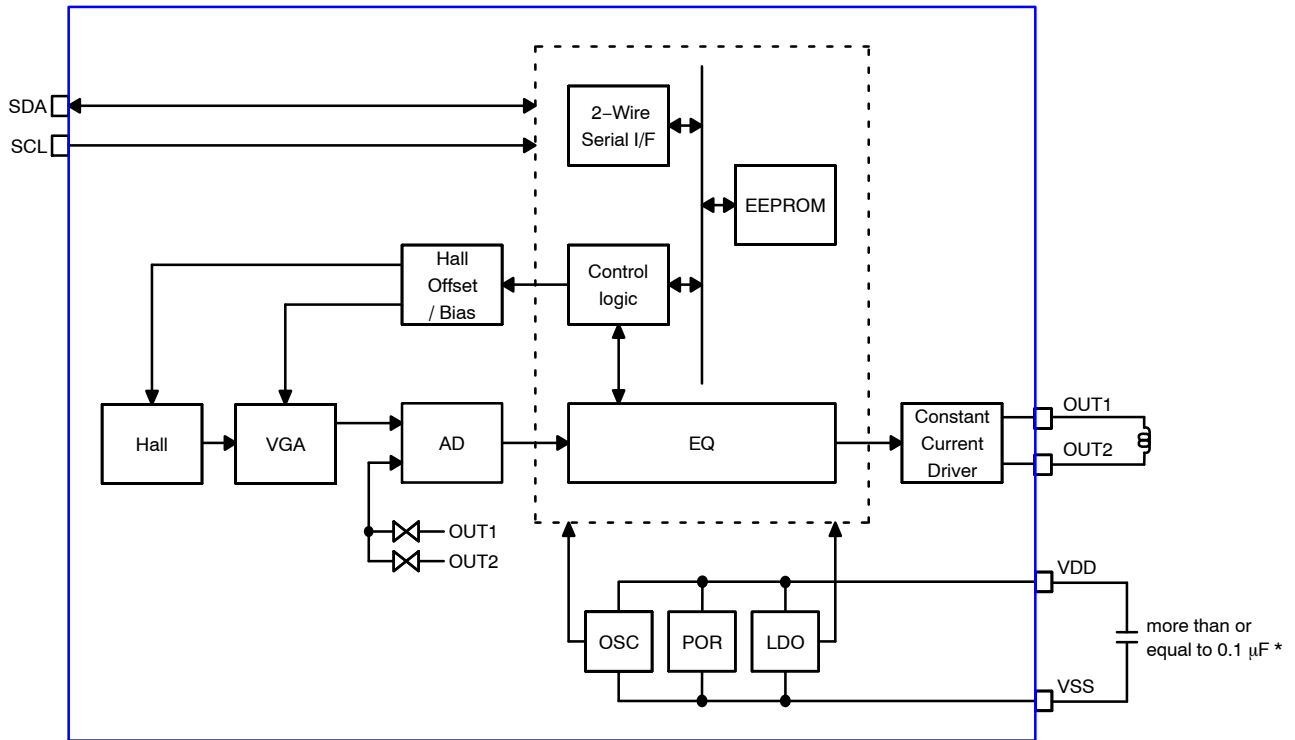 SDA
SCL
2−Wire
Serial I/F
EEPROM
Hall
Offset
/ Bias
Control
logic
Hall
VGA
AD
EQ
Constant
Current
Driver
OUT1
OUT2
OUT1
OUT2
VDD
OSC
POR
LDO
more than or
equal to 0.1 μF *
VSS